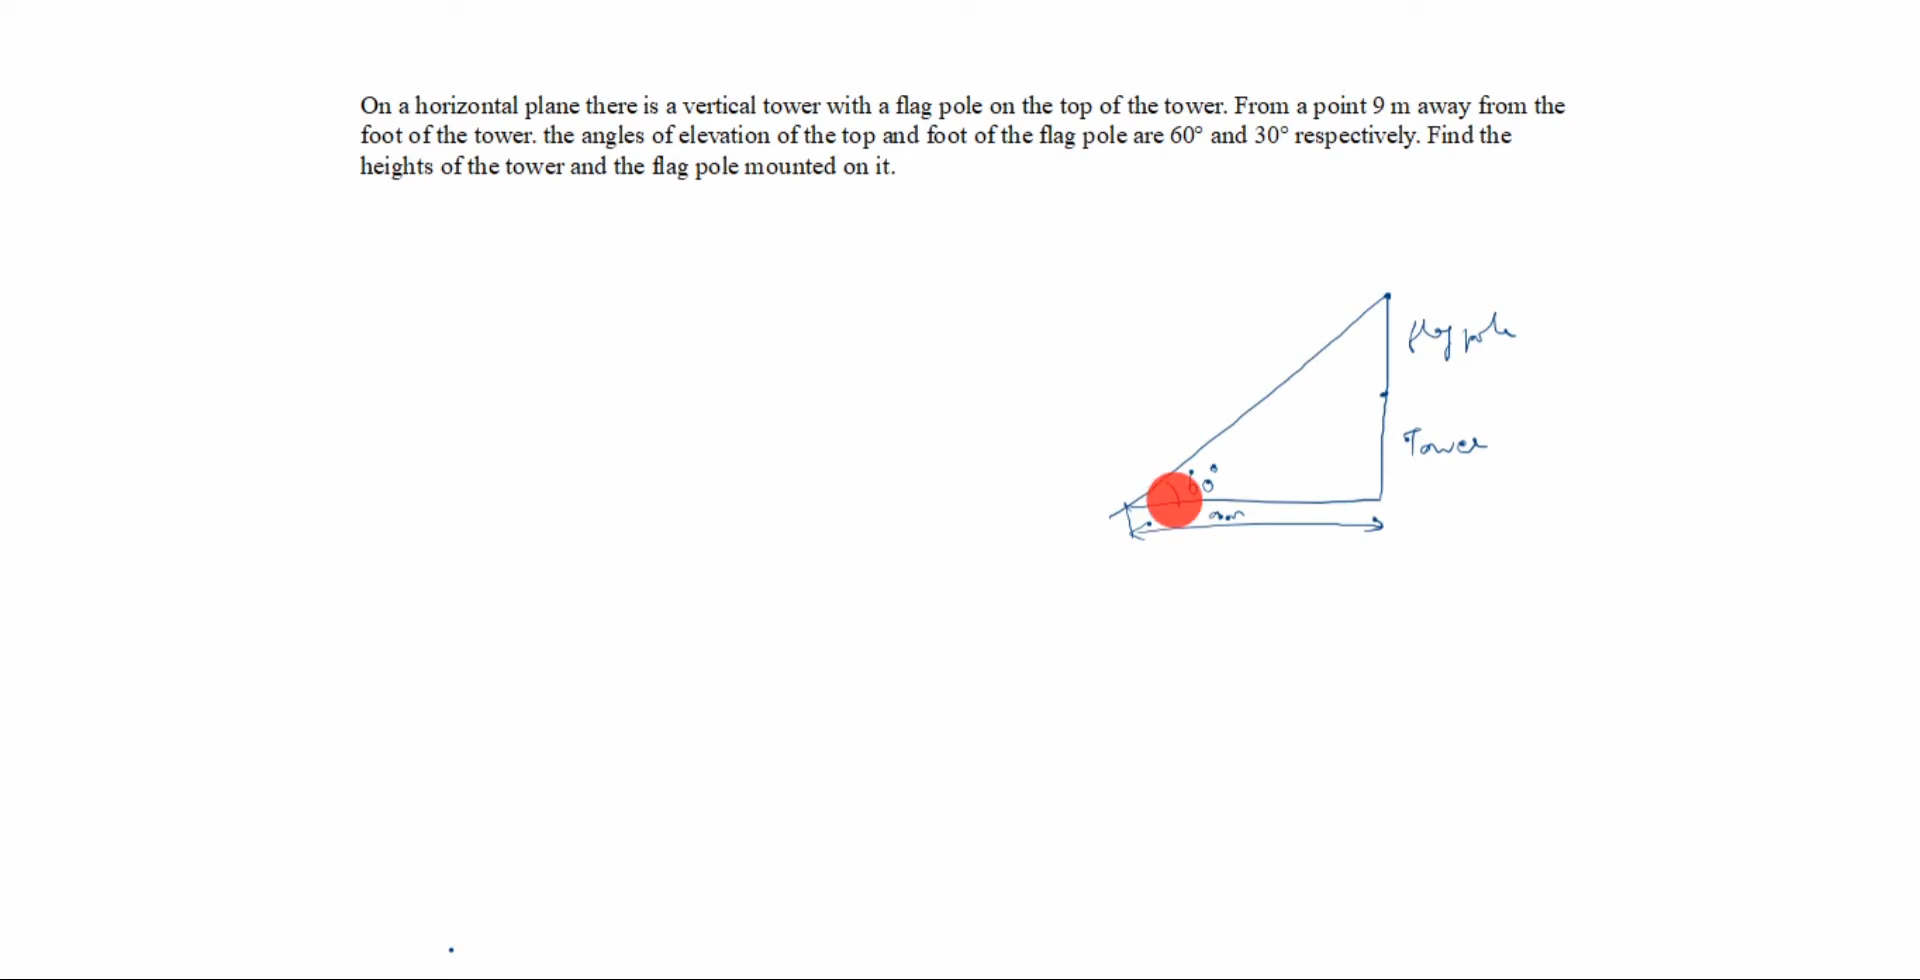 On a horizontal plane there is a vertical tower with a flag pole on the top of the tower. From a point 9 m away from the
foot of the tower. the angles of elevation of the top and foot of the flag pole are 60° and 30° respectively. Find the
heights of the tower and the flag pole mounted on it.
flag pole
Tower
60°